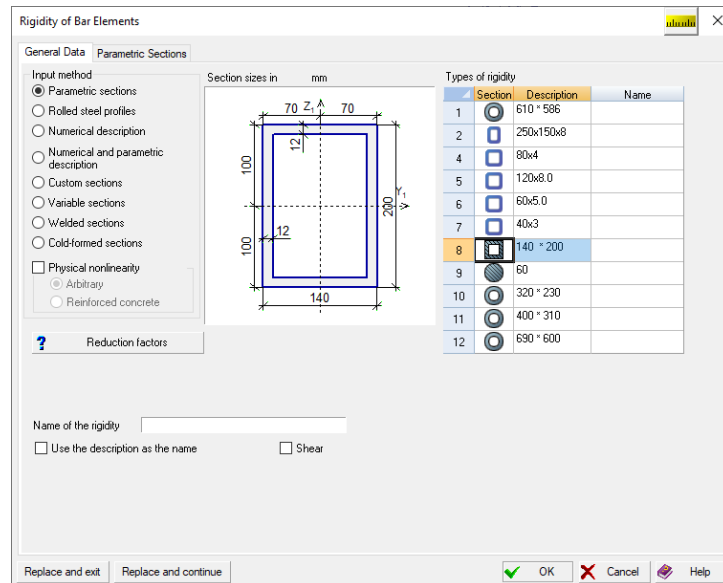 Rigidity of Bar Elements
General Data
Parametric Sections
Input method
Parametric sections
Rolled steel profiles
Numerical description
Numerical and parametric
description
Custom sections
Variable sections
Welded sections
Cold-formed sections
Physical nonlinearity
Arbitrary
Reinforced concrete
? Reduction factors
Section sizes in mm
70 Z1 70
12
100
Y1
200
12
100
140
Types of rigidity
Section Description Name
1 610 * 586
2 250x150x8
4 80x4
5 120x8.0
6 60x5.0
7 40x3
8 140 * 200
9 60
10 320 * 230
11 400 * 310
12 690 * 600
Name of the rigidity
Use the description as the name
Shear
Replace and exit
Replace and continue
OK
Cancel
Help